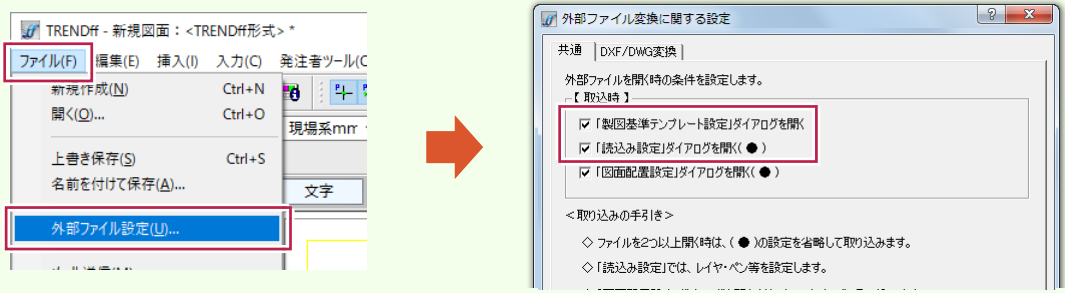 TRENDff - 新規図面：<TRENDff形式> *
ファイル(F) 編集(E) 挿入(I) 入力(C) 発注者ツール(C
新規作成(N) Ctrl+N
開く(O)... Ctrl+O
現場系mm
上書き保存(S) Ctrl+S
名前を付けて保存(A)...
文字
外部ファイル設定(U)...
外部ファイル変換に関する設定
共通 DXF/DWG変換
外部ファイルを開く時の条件を設定します。
【 取込時 】
「製図基準テンプレート設定」ダイアログを開く
「読込み設定」ダイアログを開く( ● )
「図面配置設定」ダイアログを開く( ● )
＜取り込みの手引き＞
◇ ファイルを2つ以上開く時は、( ● )の設定を省略して取り込みます。
◇「読込み設定」では、レイヤ・ペン等を設定します。